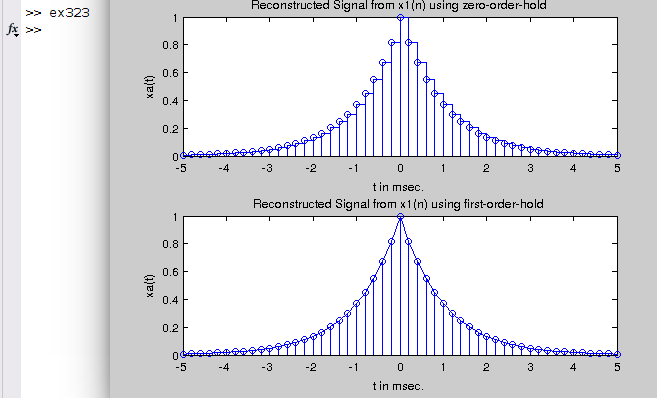 >> ex323
fx >>
Reconstructed Signal from x1(n) using zero-order-hold
1
0.8
0.6
0.4
0.2
0
xa(t)
-5 -4 -3 -2 -1 0 1 2 3 4 5
t in msec.
Reconstructed Signal from x1(n) using first-order-hold
1
0.8
0.6
0.4
0.2
0
xa(t)
-5 -4 -3 -2 -1 0 1 2 3 4 5
t in msec.